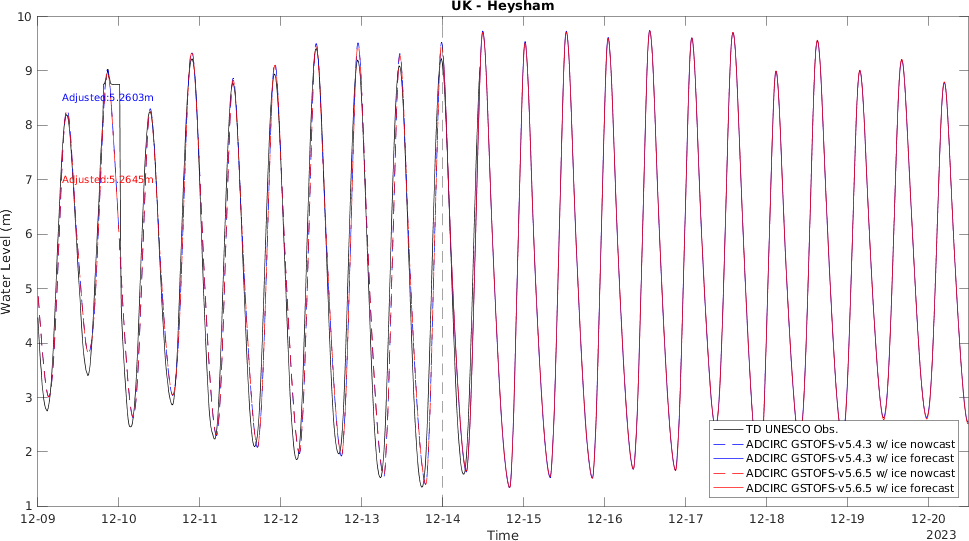 UK - Heysham
10
9
8
7
6
5
4
3
2
1
Water Level (m)
Adjusted:5.2603m
Adjusted:5.2645m
12-09 12-10 12-11 12-12 12-13 12-14 12-15 12-16 12-17 12-18 12-19 12-20
Time
2023
TD UNESCO Obs.
ADCIRC GSTOFS-v5.4.3 w/ ice nowcast
ADCIRC GSTOFS-v5.4.3 w/ ice forecast
ADCIRC GSTOFS-v5.6.5 w/ ice nowcast
ADCIRC GSTOFS-v5.6.5 w/ ice forecast